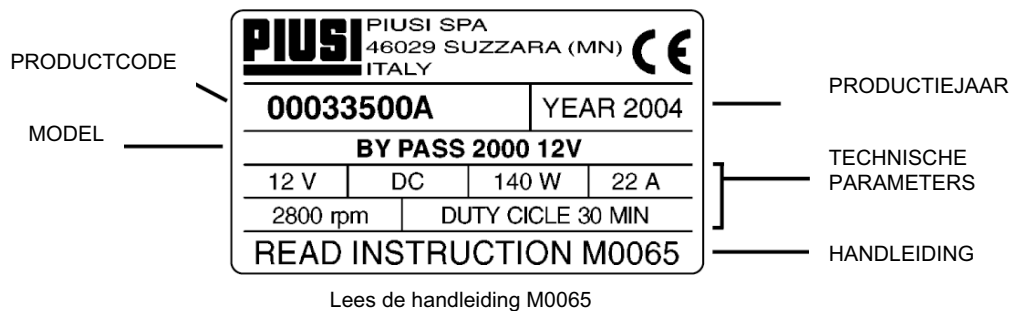 PIUSI
PIUSI SPA
46029 SUZZARA (MN)
ITALY
CE
PRODUCTCODE
00033500A
YEAR 2004
PRODUCTIEJAAR
MODEL
BY PASS 2000 12V
12 V DC 140 W 22 A
2800 rpm DUTY CICLE 30 MIN
TECHNISCHE
PARAMETERS
READ INSTRUCTION M0065
HANDLEIDING
Lees de handleiding M0065